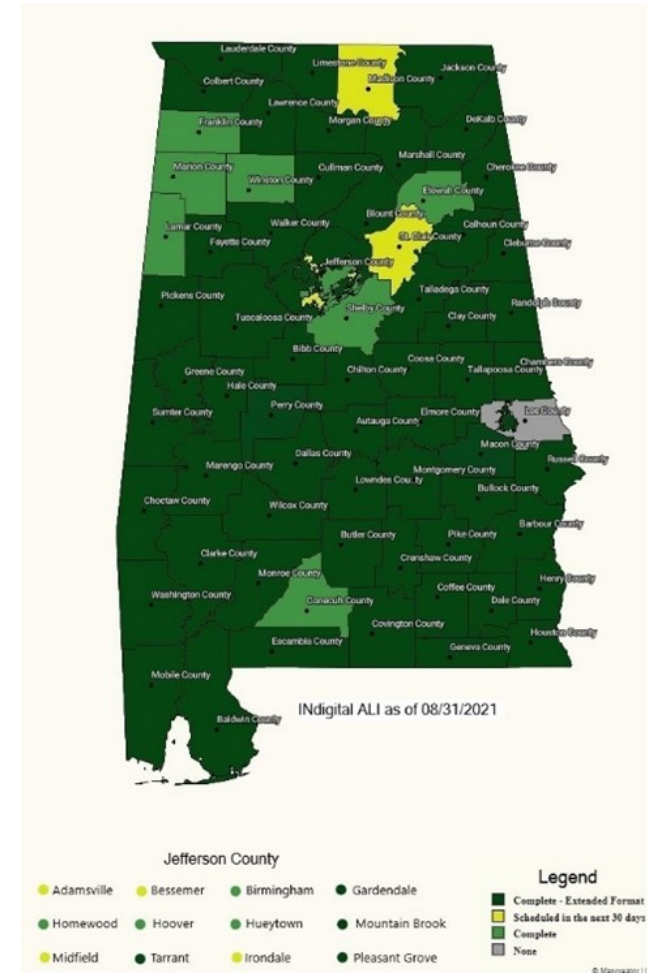 Lauderdale County
Limestone County
Jackson County
Colbert County
Madison County
Lawrence County
Franklin County
Morgan County
DeKalb County
Marshall County
Marion County
Cullman County
Cherokee County
Winston County
Etowah County
Blount County
Lamar County
Walker County
Calhoun County
Fayette County
St. Clair County
Cleburne County
Jefferson County
Pickens County
Talladega County
Randolph County
Shelby County
Tuscaloosa County
Clay County
Bibb County
Coosa County
Chambers County
Greene County
Chilton County
Tallapoosa County
Hale County
Perry County
Elmore County
Lee County
Sumter County
Autauga County
Macon County
Dallas County
Russell County
Marengo County
Montgomery County
Lowndes County
Bullock County
Choctaw County
Wilcox County
Barbour County
Butler County
Pike County
Clarke County
Crenshaw County
Monroe County
Henry County
Coffee County
Washington County
Conecuh County
Dale County
Covington County
Houston County
Escambia County
Geneva County
Mobile County
INdigital ALI as of 08/31/2021
Baldwin County
Jefferson County
Adamsville Bessemer Birmingham Gardendale
Homewood Hoover Hueytown Mountain Brook
Midfield Tarrant Irondale Pleasant Grove
Legend
Complete - Extended Format
Scheduled in the next 30 days
Complete
None